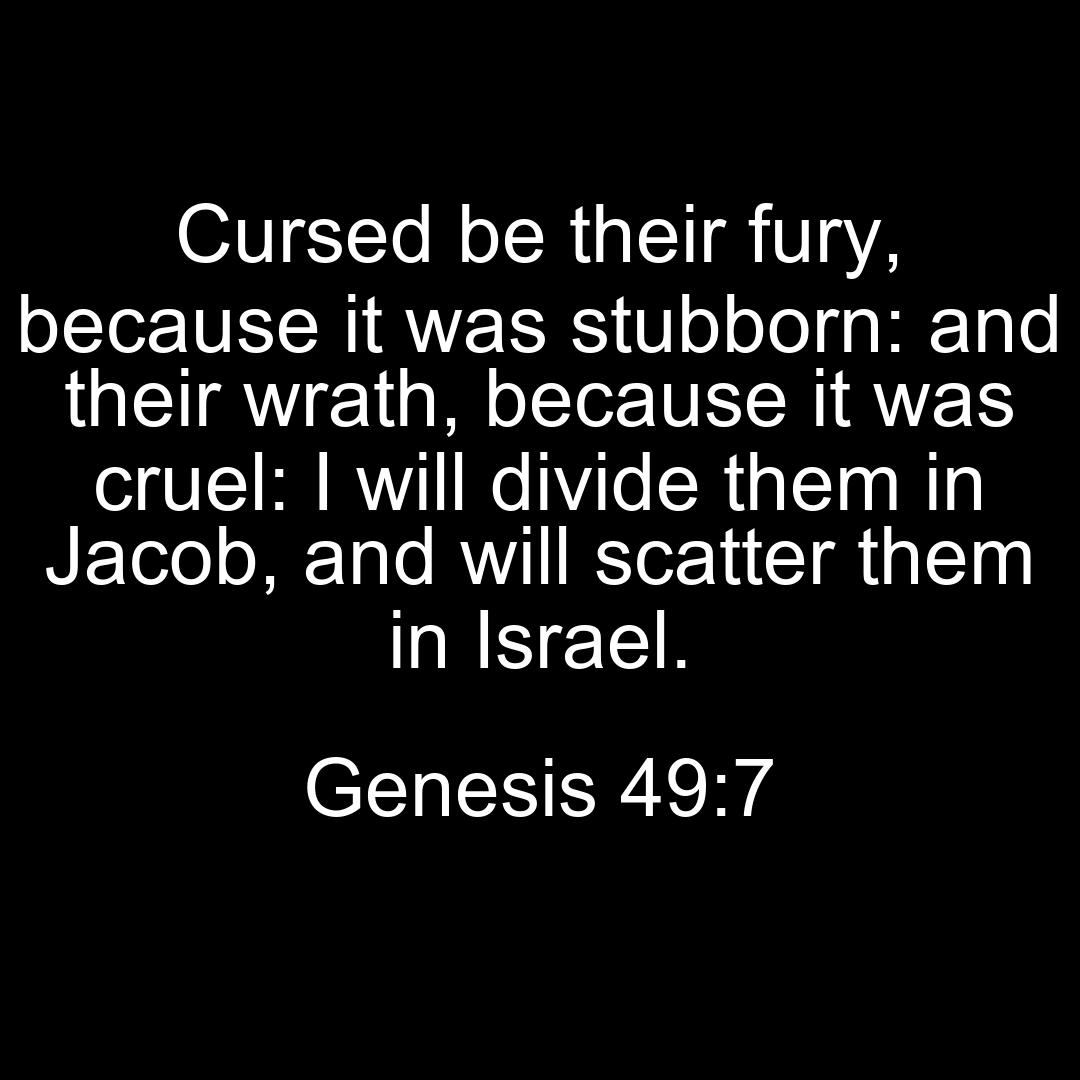 Cursed be their fury,
because it was stubborn: and
their wrath, because it was
cruel: I will divide them in
Jacob, and will scatter them
in Israel.
Genesis 49:7